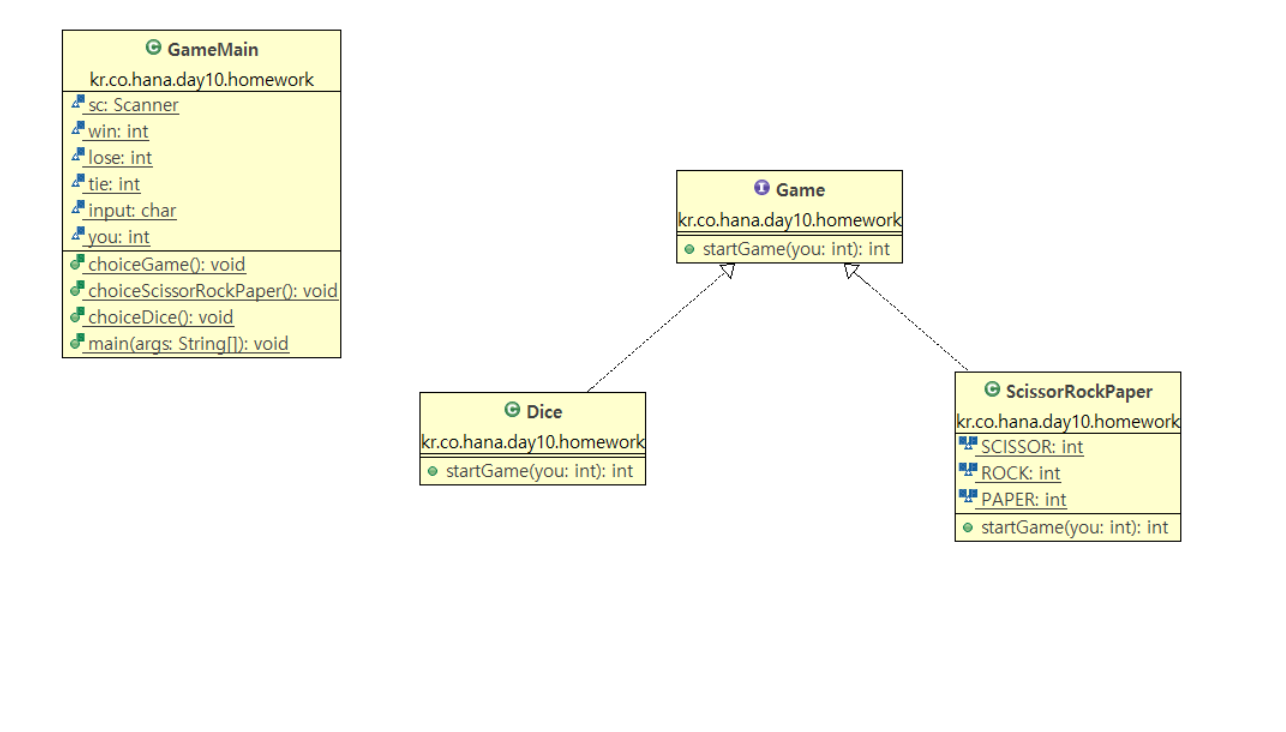 GameMain
kr.co.hana.day10.homework
sc: Scanner
win: int
lose: int
tie: int
input: char
you: int
choiceGame(): void
choiceScissorRockPaper(): void
choiceDice(): void
main(args: String[]): void
Game
kr.co.hana.day10.homework
startGame(you: int): int
Dice
kr.co.hana.day10.homework
startGame(you: int): int
ScissorRockPaper
kr.co.hana.day10.homework
SCISSOR: int
ROCK: int
PAPER: int
startGame(you: int): int